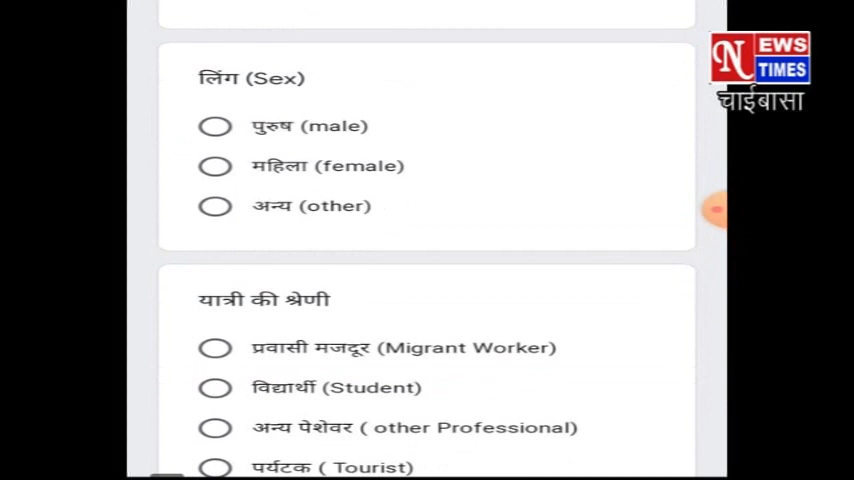 NEWS
TIMES
चाईबासा
लिंग (Sex)
पुरुष (male)
महिला (female)
अन्य (other)
यात्री की श्रेणी
प्रवासी मजदूर (Migrant Worker)
विद्यार्थी (Student)
अन्य पेशेवर ( other Professional)
पर्यटक ( Tourist)